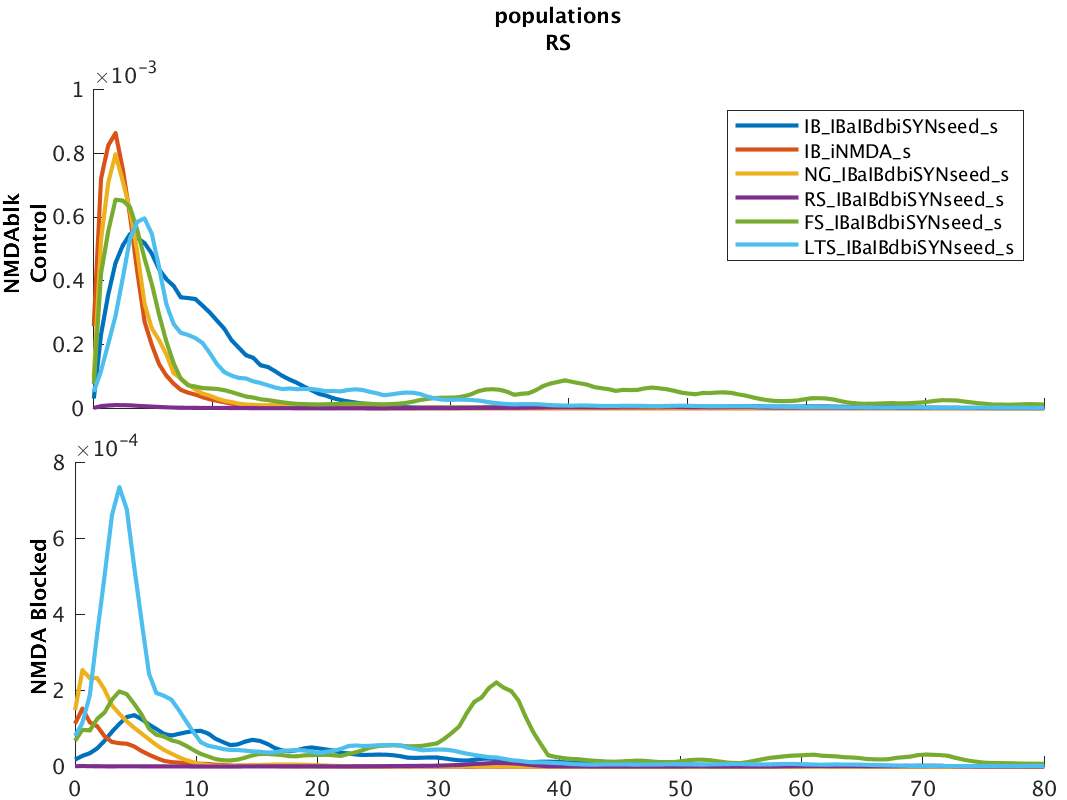 populations
RS
×10⁻³
1
0.8
0.6
0.4
0.2
0
NMDAblk
Control
IB_IBaIBdbiSYNseed_s
IB_iNMDA_s
NG_IBaIBdbiSYNseed_s
RS_IBaIBdbiSYNseed_s
FS_IBaIBdbiSYNseed_s
LTS_IBaIBdbiSYNseed_s
×10⁻⁴
8
6
4
2
0
NMDA Blocked
0 10 20 30 40 50 60 70 80